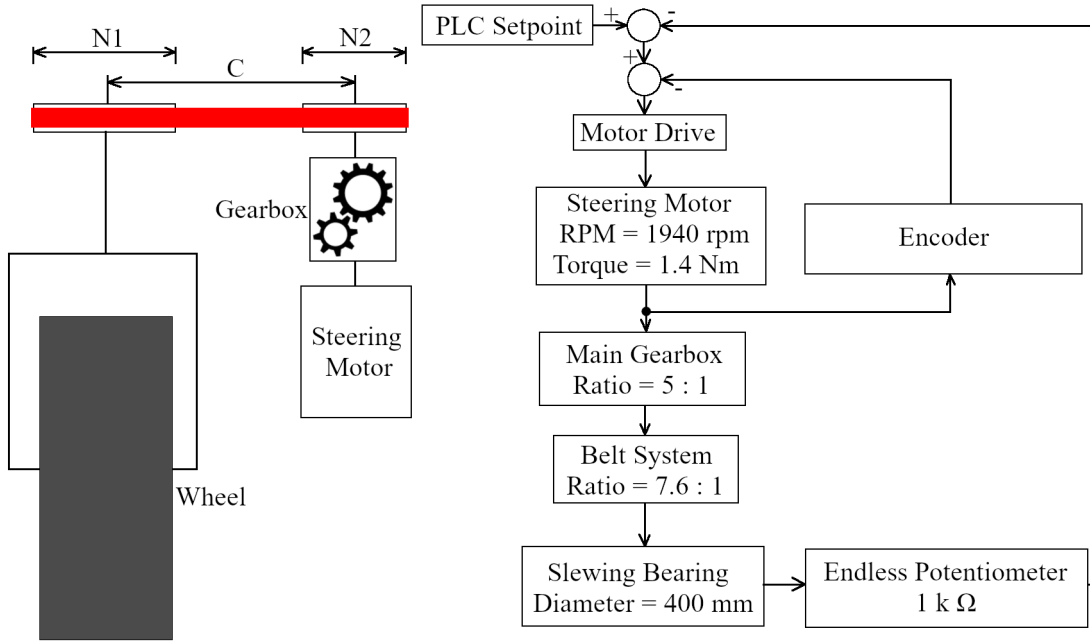 N1
N2
C
Gearbox
Steering
Motor
Wheel
PLC Setpoint
+
-
+
-
Motor Drive
Steering Motor
RPM = 1940 rpm
Torque = 1.4 Nm
Encoder
Main Gearbox
Ratio = 5 : 1
Belt System
Ratio = 7.6 : 1
Slewing Bearing
Diameter = 400 mm
Endless Potentiometer
1 k Ω